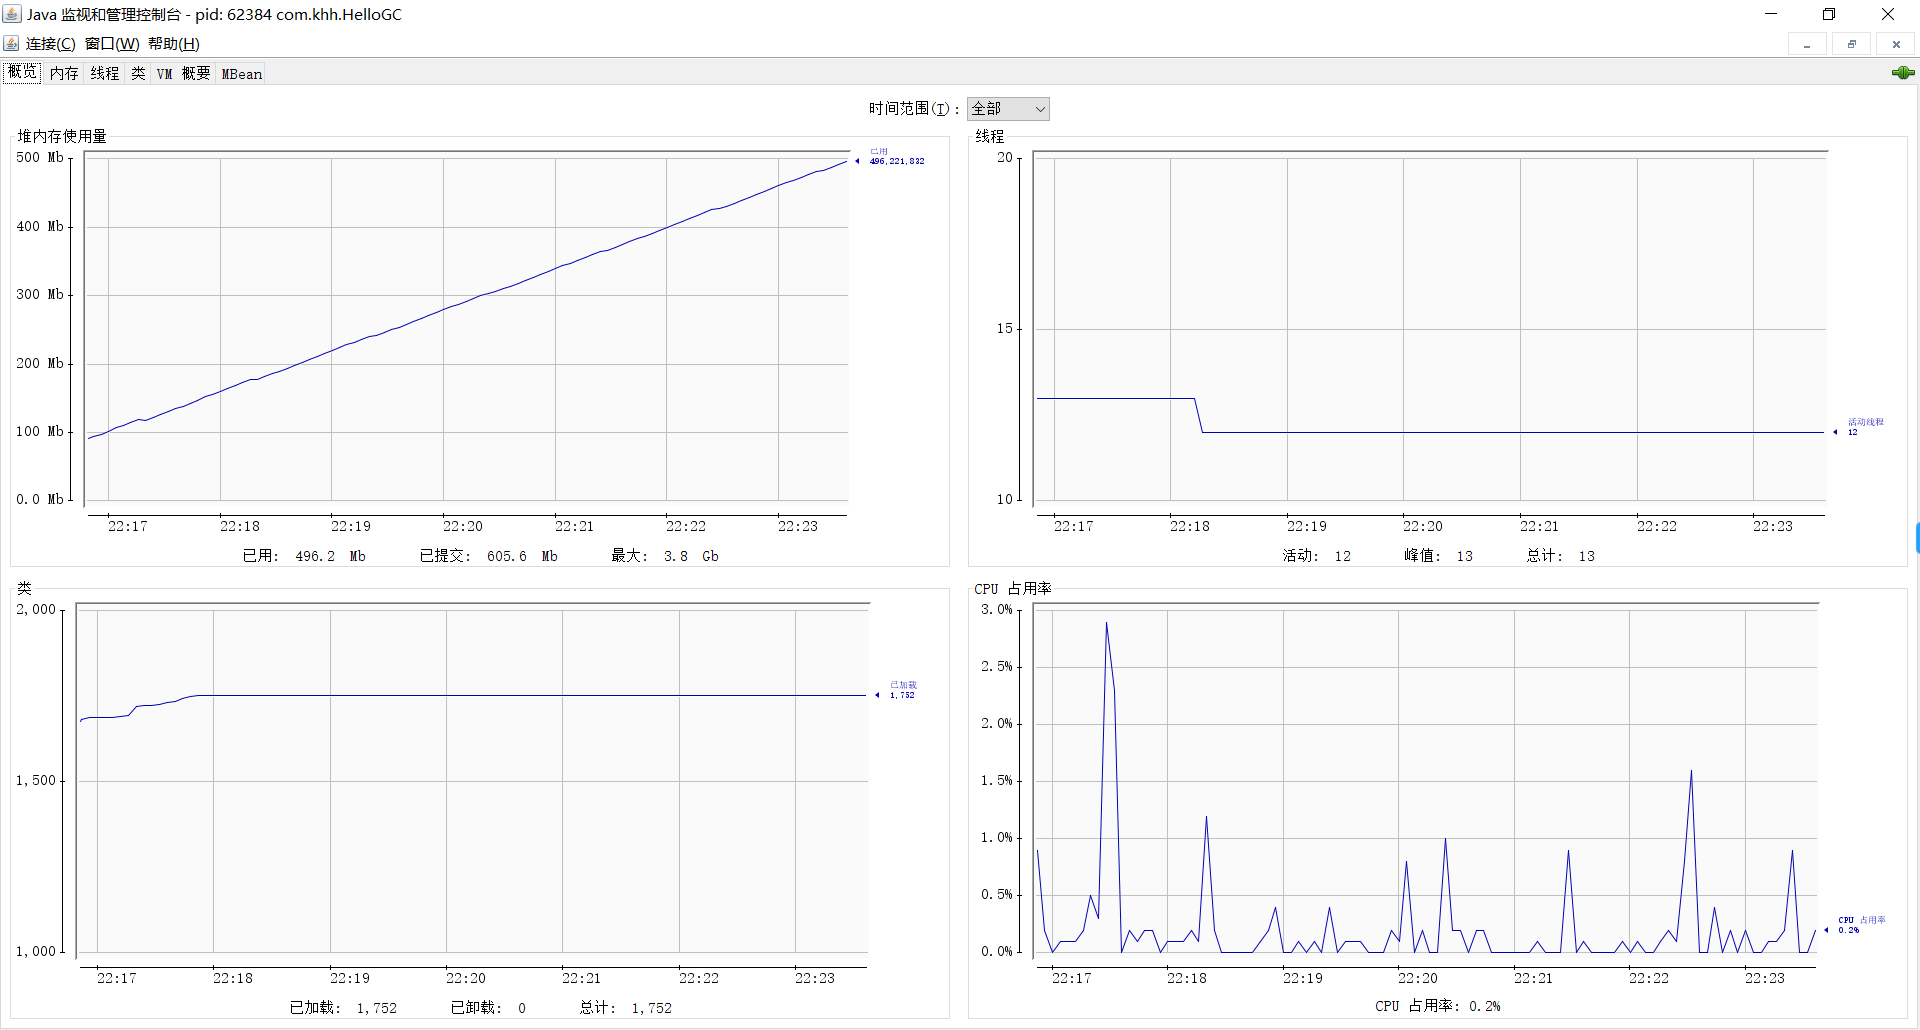 Java 监视和管理控制台 - pid: 62384 com.khh.HelloGC
连接(C) 窗口(W) 帮助(H)
概览 内存 线程 类 VM 概要 MBean
时间范围(T): 全部
堆内存使用量
500 Mb
400 Mb
300 Mb
200 Mb
100 Mb
0.0 Mb
已用
496,221,832
22:17 22:18 22:19 22:20 22:21 22:22 22:23
已用: 496.2 Mb 已提交: 605.6 Mb 最大: 3.8 Gb
线程
20
15
10
活动线程
12
22:17 22:18 22:19 22:20 22:21 22:22 22:23
活动: 12 峰值: 13 总计: 13
类
2,000
1,500
1,000
已加载
1,752
22:17 22:18 22:19 22:20 22:21 22:22 22:23
已加载: 1,752 已卸载: 0 总计: 1,752
CPU 占用率
3.0%
2.5%
2.0%
1.5%
1.0%
0.5%
0.0%
CPU 占用率
0.2%
22:17 22:18 22:19 22:20 22:21 22:22 22:23
CPU 占用率: 0.2%